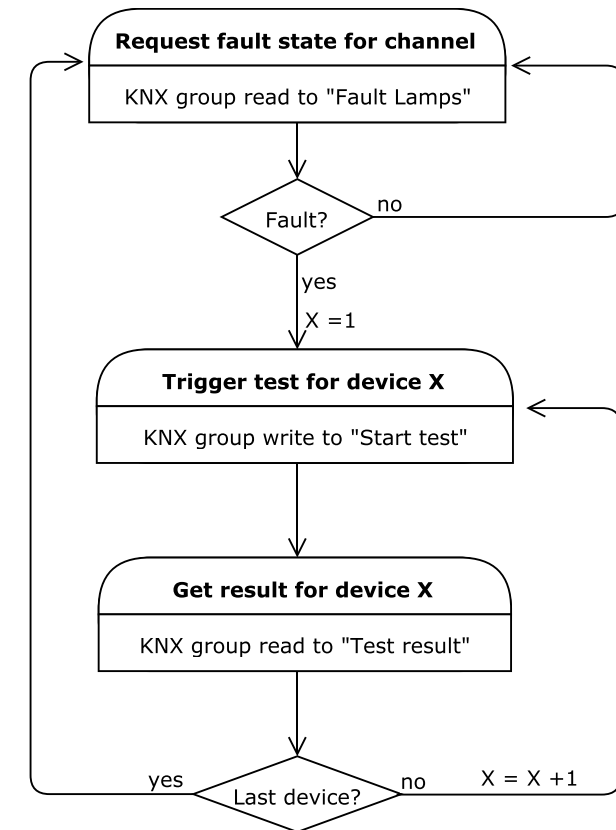 Request fault state for channel
KNX group read to "Fault Lamps"
Fault?
no
yes
X =1
Trigger test for device X
KNX group write to "Start test"
Get result for device X
KNX group read to "Test result"
yes
Last device?
no
X = X +1